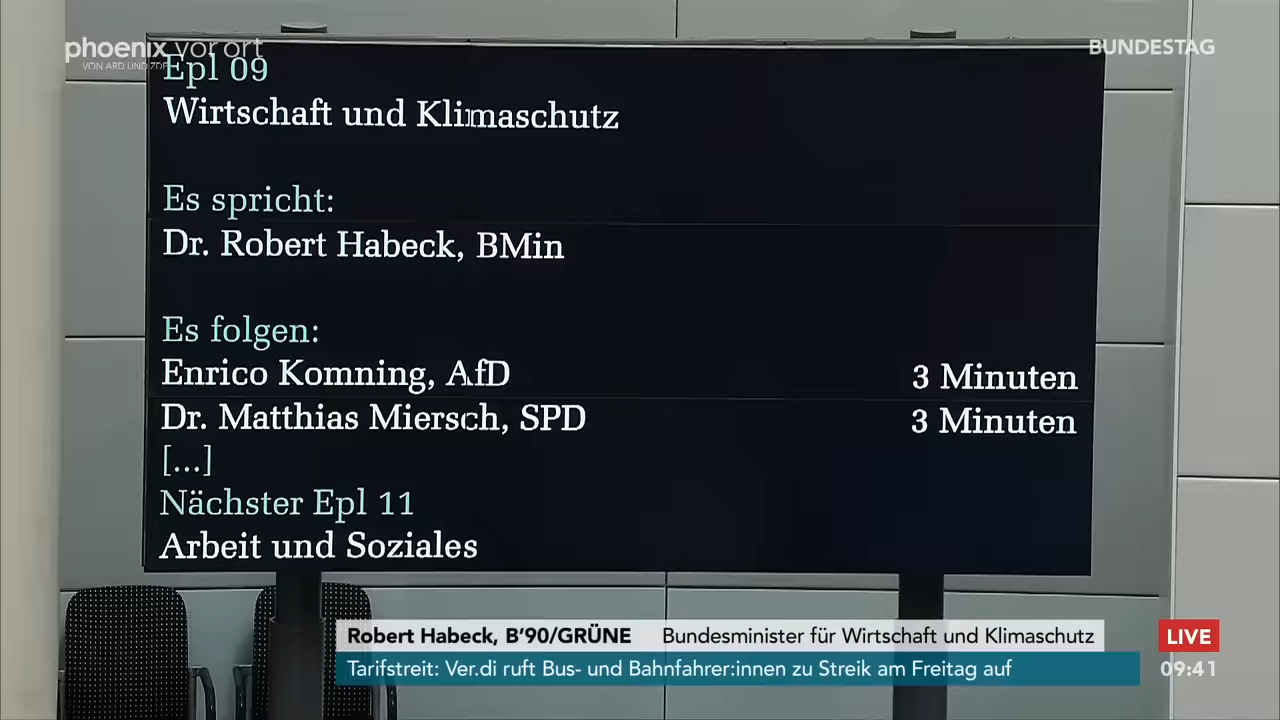 phoenix vor ort
VON ARD UND ZDF
BUNDESTAG
Epl 09
Wirtschaft und Klimaschutz
Es spricht:
Dr. Robert Habeck, BMin
Es folgen:
Enrico Komning, AfD 3 Minuten
Dr. Matthias Miersch, SPD 3 Minuten
[...]
Nächster Epl 11
Arbeit und Soziales
Robert Habeck, B'90/GRÜNE Bundesminister für Wirtschaft und Klimaschutz
LIVE
Tarifstreit: Ver.di ruft Bus- und Bahnfahrer:innen zu Streik am Freitag auf
09:41